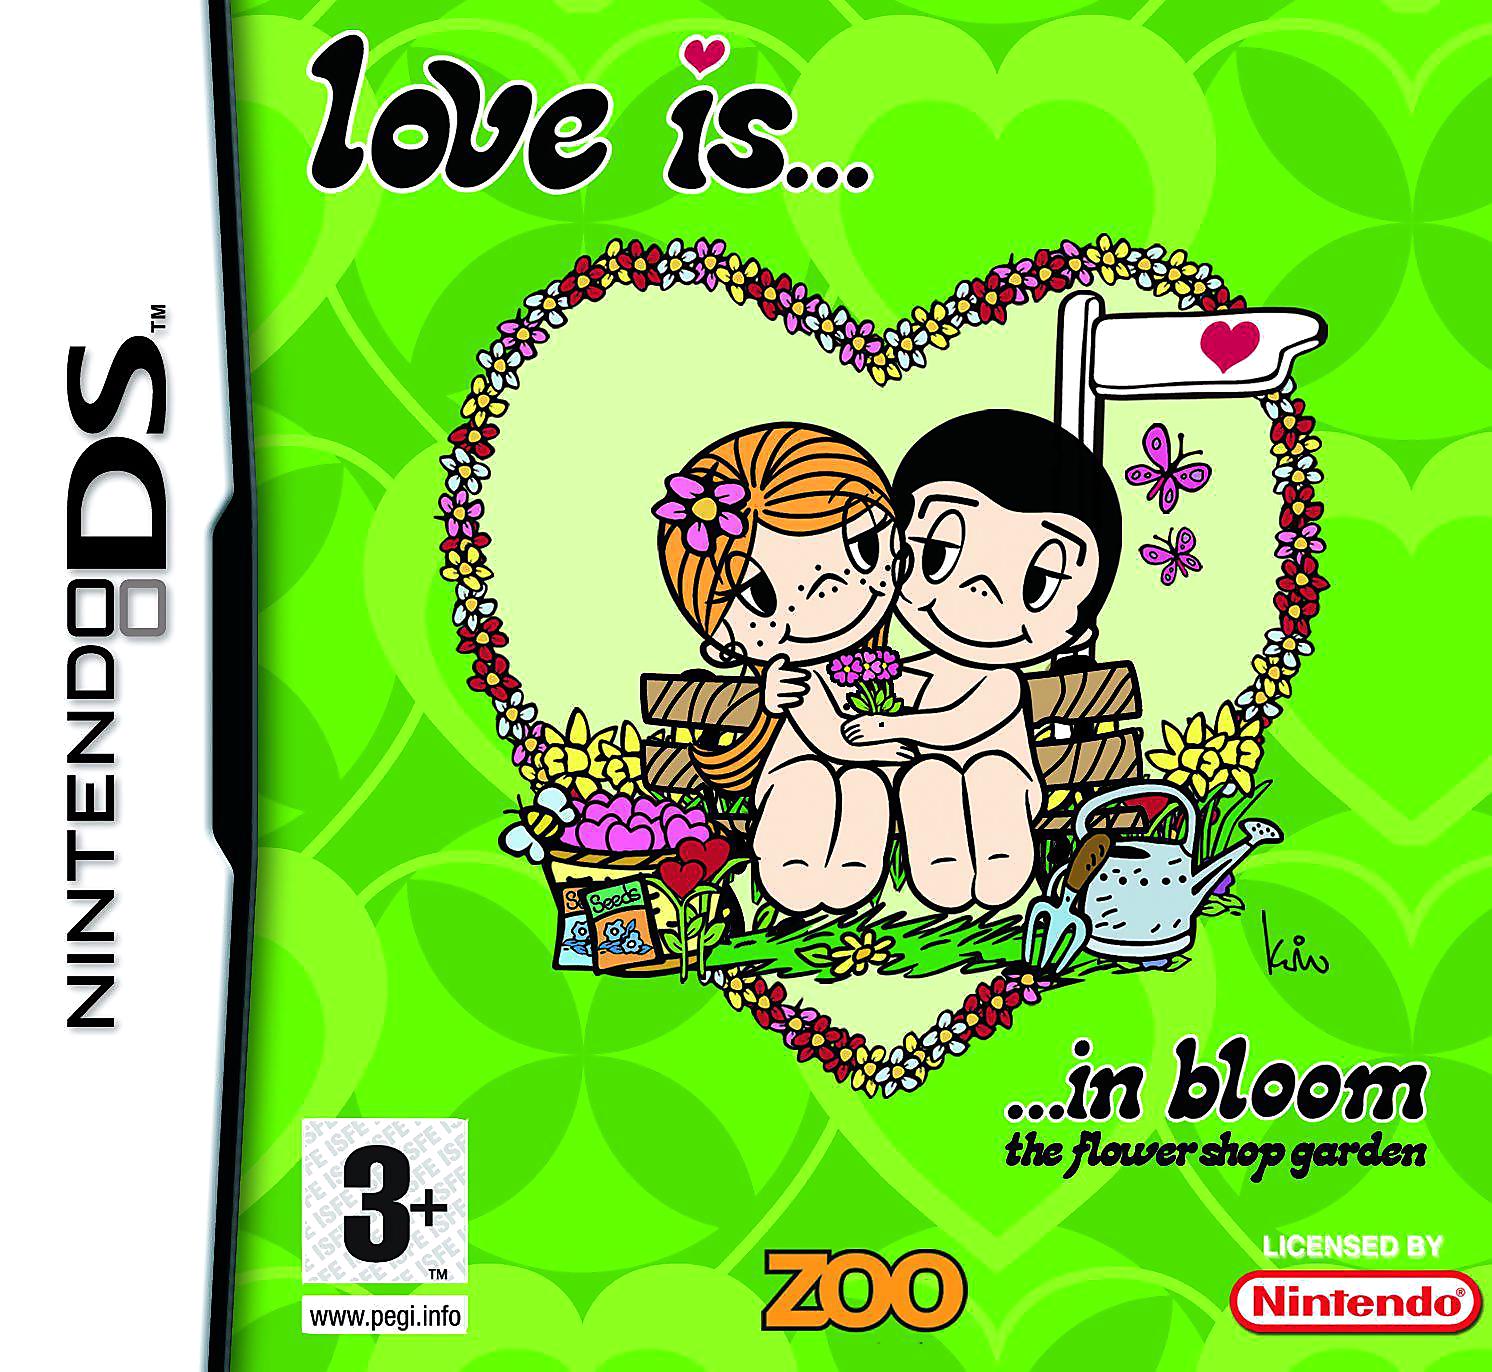 love is...
NINTENDO DS™
Seeds
Kim
...in bloom
the flower shop garden
3+
™
www.pegi.info
ZOO
LICENSED BY
Nintendo®